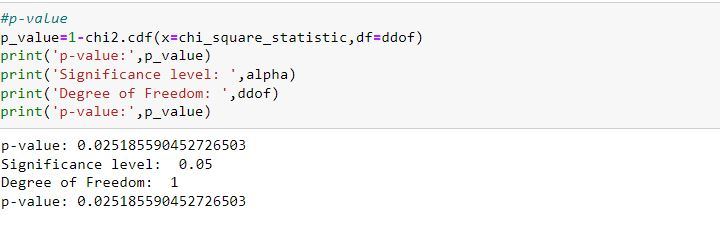 #p-value
p_value=1-chi2.cdf(x=chi_square_statistic,df=ddof)
print('p-value:',p_value)
print('Significance level: ',alpha)
print('Degree of Freedom: ',ddof)
print('p-value:',p_value)
p-value: 0.025185590452726503
Significance level:  0.05
Degree of Freedom:  1
p-value: 0.025185590452726503